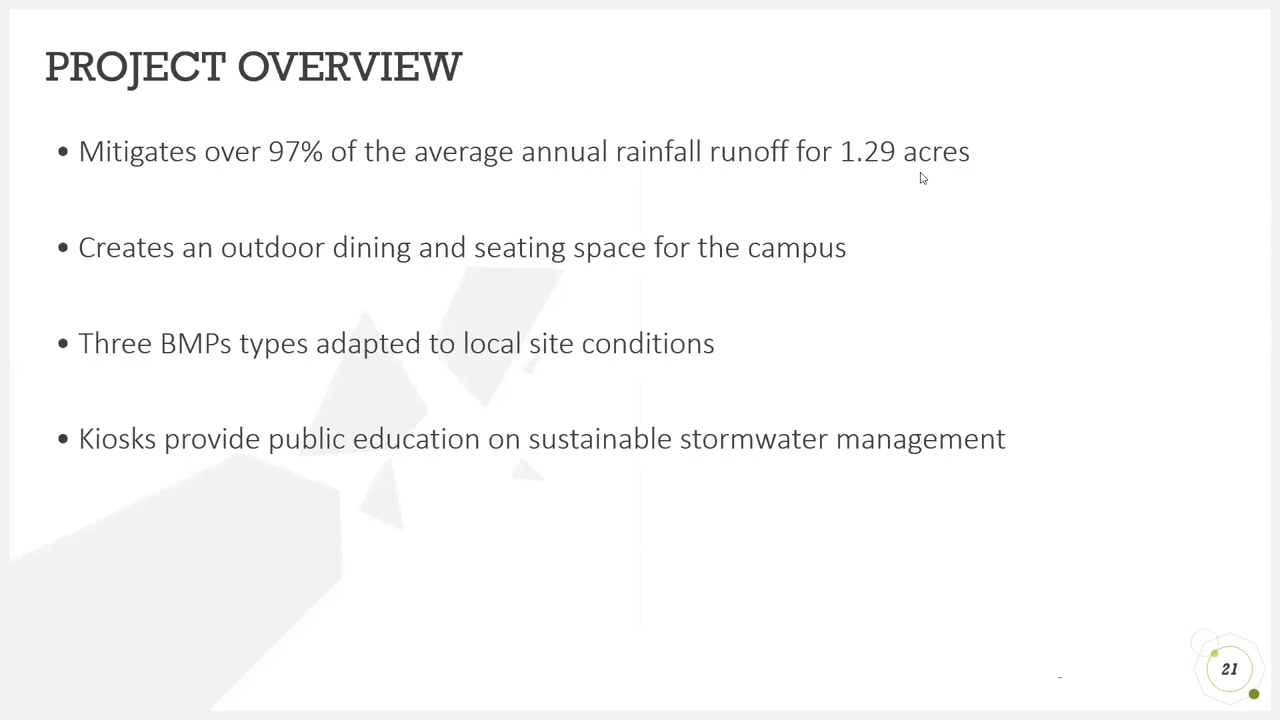 PROJECT OVERVIEW
• Mitigates over 97% of the average annual rainfall runoff for 1.29 acres
• Creates an outdoor dining and seating space for the campus
• Three BMPs types adapted to local site conditions
• Kiosks provide public education on sustainable stormwater management
21